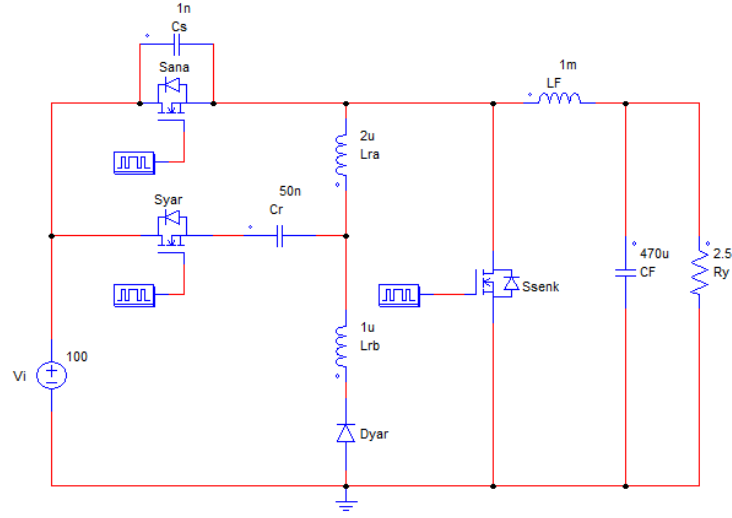 1n
Cs
Sana
1m
LF
2u
Lra
Syar
50n
Cr
470u
CF
2.5
Ry
Ssenk
1u
Lrb
100
Vi
Dyar